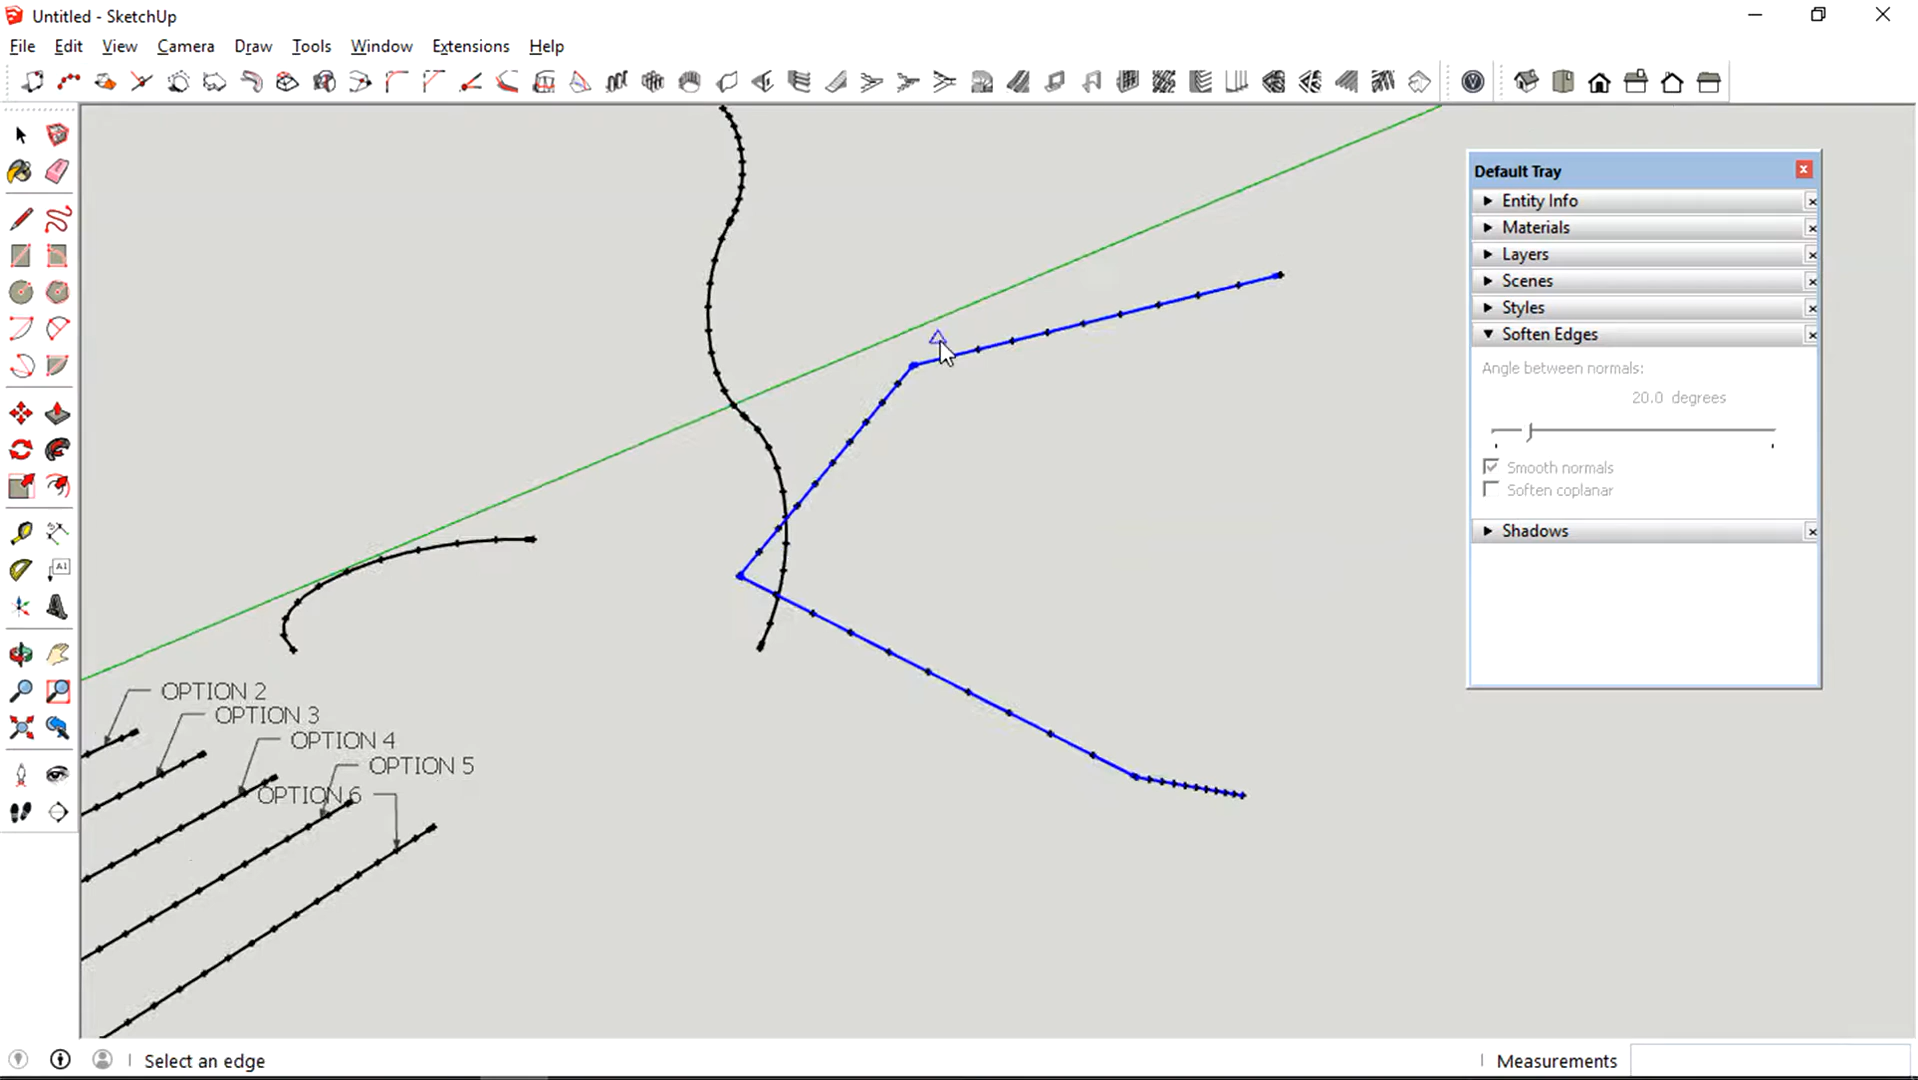 Untitled - SketchUp
File Edit View Camera Draw Tools Window Extensions Help
Default Tray
Entity Info
Materials
Layers
Scenes
Styles
Soften Edges
Angle between normals:
20.0 degrees
Smooth normals
Soften coplanar
Shadows
OPTION 2
OPTION 3
OPTION 4
OPTION 5
OPTION 6
Select an edge
Measurements